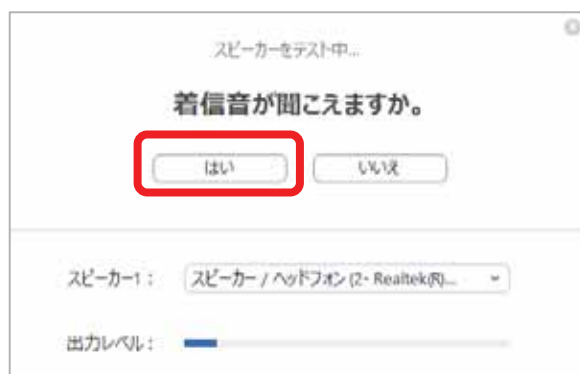 スピーカーをテスト中...
着信音が聞こえますか。
はい いいえ
スピーカー1： スピーカー / ヘッドフォン (2- Realtek(R)...
出力レベル：